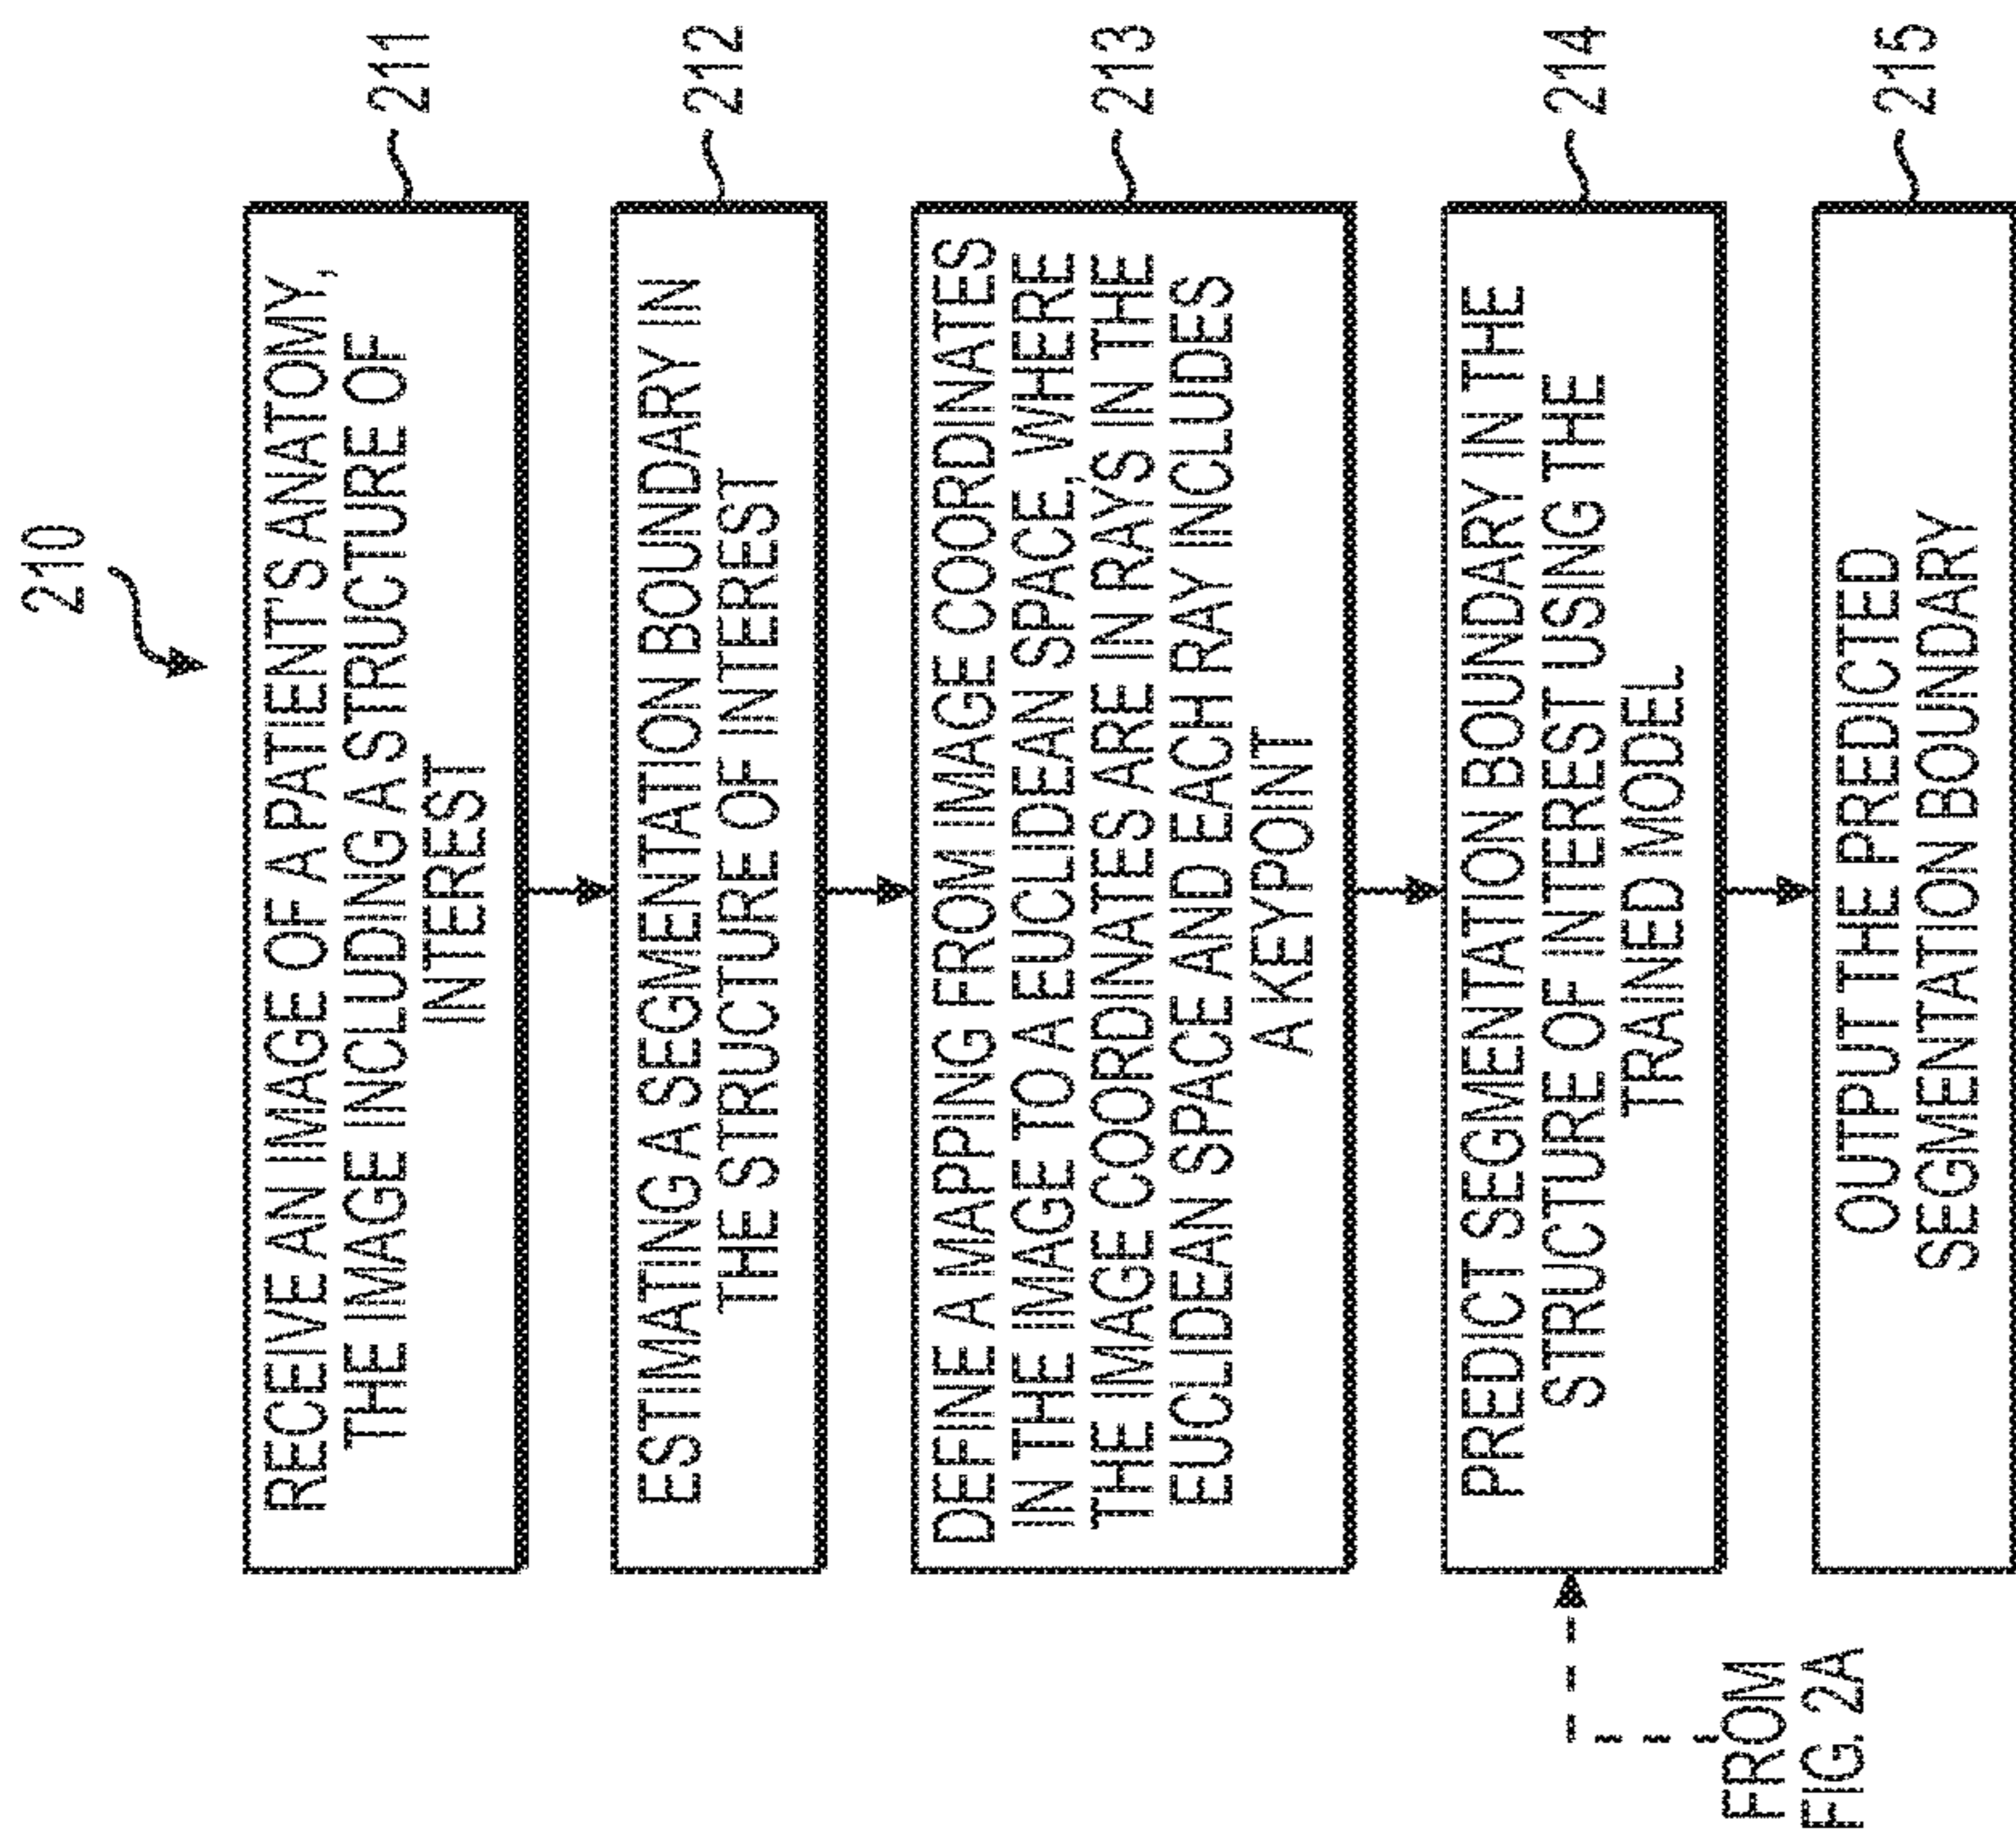 210
RECEIVE AN IMAGE OF A PATIENT'S ANATOMY,
THE IMAGE INCLUDING A STRUCTURE OF
INTEREST
211
ESTIMATING A SEGMENTATION BOUNDARY IN
THE STRUCTURE OF INTEREST
212
DEFINE A MAPPING FROM IMAGE COORDINATES
IN THE IMAGE TO A EUCLIDEAN SPACE, WHERE
THE IMAGE COORDINATES ARE IN RAYS IN THE
EUCLIDEAN SPACE AND EACH RAY INCLUDES
A KEYPOINT
213
PREDICT SEGMENTATION BOUNDARY IN THE
STRUCTURE OF INTEREST USING THE
TRAINED MODEL
214
FROM
FIG. 2A
OUTPUT THE PREDICTED
SEGMENTATION BOUNDARY
215